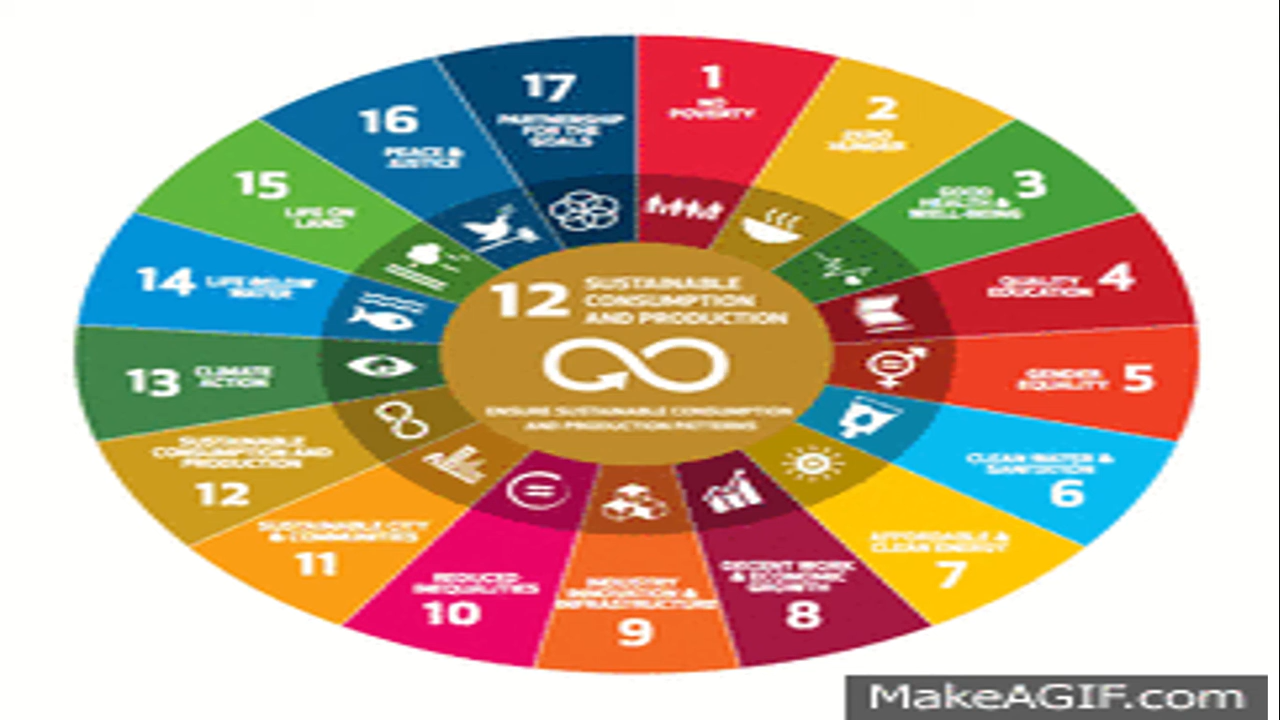 1
NO
POVERTY
2
ZERO
HUNGER
3
GOOD
HEALTH &
WELL-BEING
4
QUALITY
EDUCATION
5
GENDER
EQUALITY
CLEAN WATER &
SANITATION
6
AFFORDABLE &
CLEAN ENERGY
7
DECENT WORK
& ECONOMIC
GROWTH
8
INDUSTRY
INNOVATION &
INFRASTRUCTURE
9
REDUCED
INEQUALITIES
10
SUSTAINABLE CITY
& COMMUNITIES
11
SUSTAINABLE
CONSUMPTION AND
PRODUCTION
12
13
CLIMATE
ACTION
14
LIFE BELOW
WATER
15
LIFE ON
LAND
16
PEACE &
JUSTICE
17
PARTNERSHIP
FOR THE
GOALS
12
SUSTAINABLE
CONSUMPTION
AND PRODUCTION
ENSURE SUSTAINABLE CONSUMPTION
AND PRODUCTION PATTERNS
MakeAGIF.com